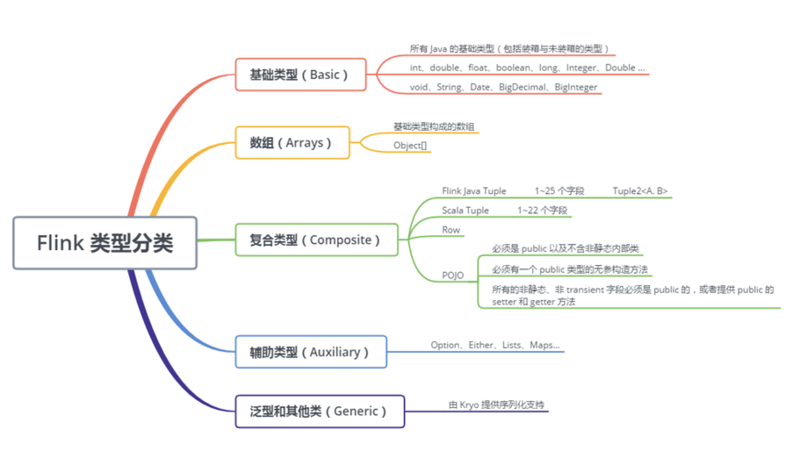 Flink 类型分类
基础类型（Basic）
所有 Java 的基础类型（包括装箱与未装箱的类型）
int、double、float、boolean、long、Integer、Double ...
void、String、Date、BigDecimal、BigInteger
数组（Arrays）
基础类型构成的数组
Object[]
复合类型（Composite）
Flink Java Tuple 1~25 个字段 Tuple2<A, B>
Scala Tuple 1~22 个字段
Row
POJO
必须是 public 以及不含非静态内部类
必须有一个 public 类型的无参构造方法
所有的非静态、非 transient 字段必须是 public 的，或者提供 public 的
setter 和 getter 方法
辅助类型（Auxiliary）
Option、Either、Lists、Maps...
泛型和其他类（Generic）
由 Kryo 提供序列化支持